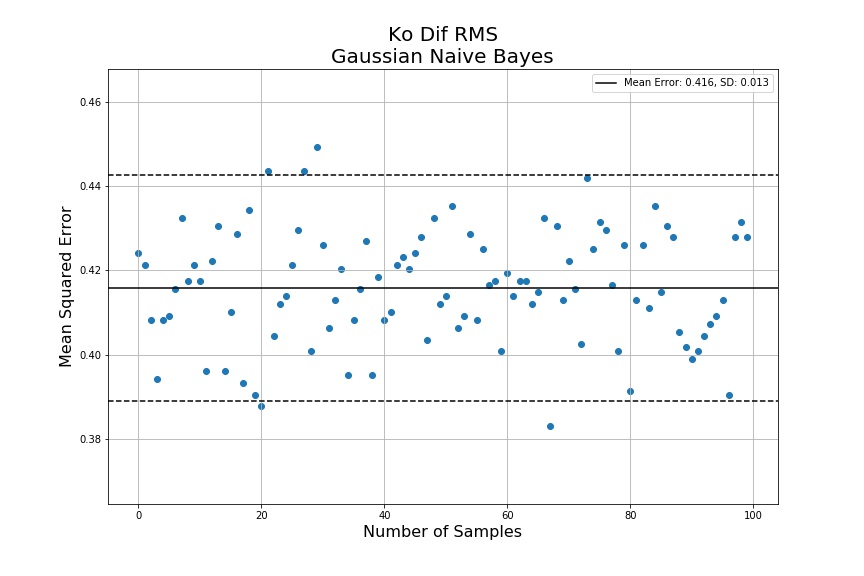 Ko Dif RMS
Gaussian Naive Bayes
Mean Error: 0.416, SD: 0.013
Mean Squared Error
0.46
0.44
0.42
0.40
0.38
0
20
40
60
80
100
Number of Samples